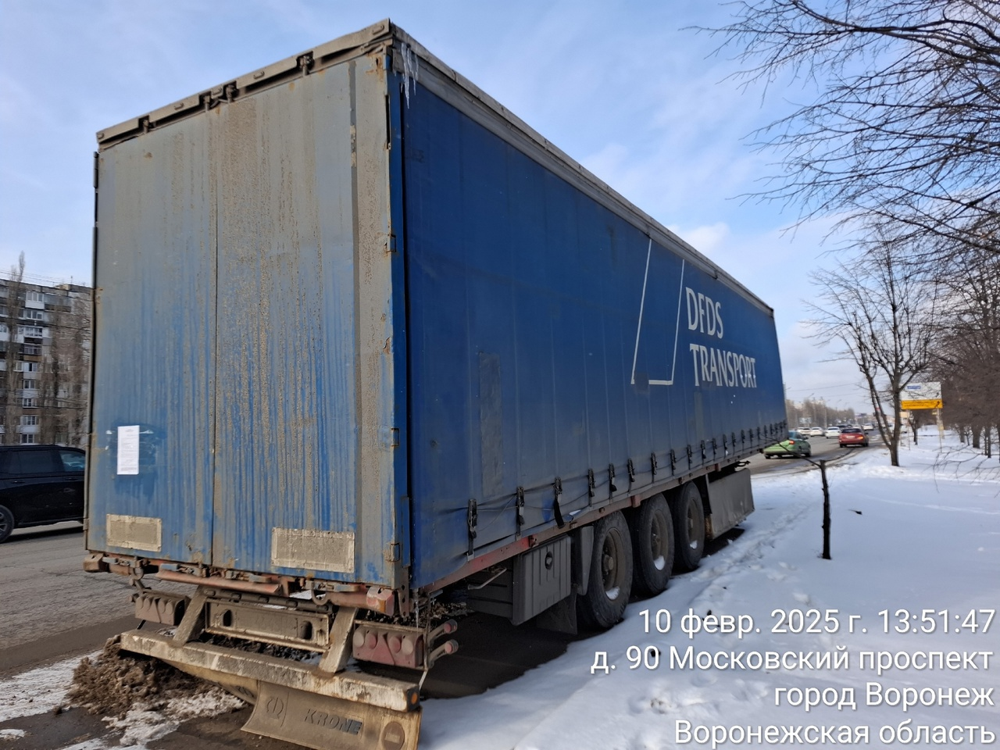 DFDS
TRANSPORT
KRONE
10 февр. 2025 г. 13:51:47
д. 90 Московский проспект
город Воронеж
Воронежская область